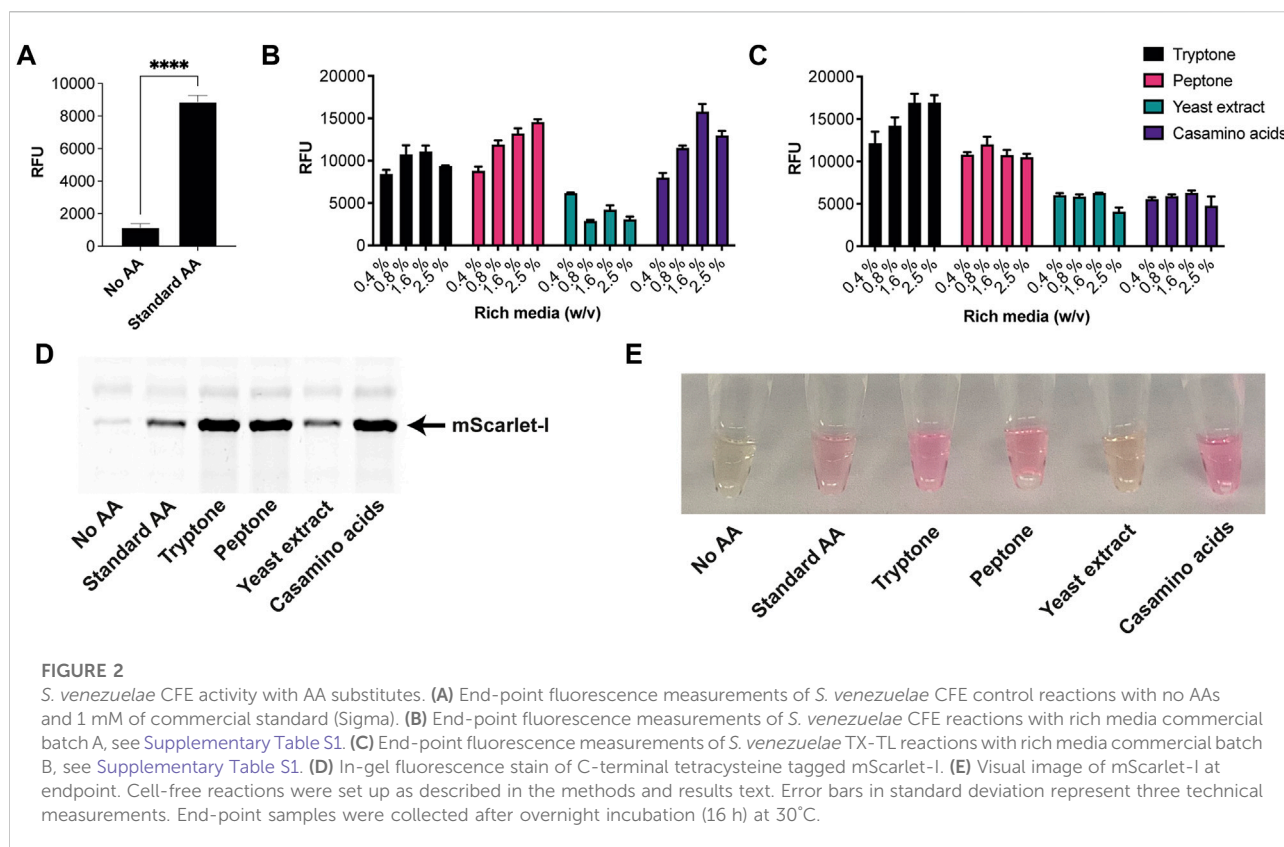 A
****
10000
8000
6000
4000
2000
0
RFU
No AA
Standard AA
B
20000
15000
10000
5000
0
RFU
0.4 %
0.8 %
1.6 %
2.5 %
0.4 %
0.8 %
1.6 %
2.5 %
0.4 %
0.8 %
1.6 %
2.5 %
0.4 %
0.8 %
1.6 %
2.5 %
Rich media (w/v)
C
20000
15000
10000
5000
0
RFU
0.4 %
0.8 %
1.6 %
2.5 %
0.4 %
0.8 %
1.6 %
2.5 %
0.4 %
0.8 %
1.6 %
2.5 %
0.4 %
0.8 %
1.6 %
2.5 %
Rich media (w/v)
Tryptone
Peptone
Yeast extract
Casamino acids
D
mScarlet-I
No AA
Standard AA
Tryptone
Peptone
Yeast extract
Casamino acids
E
No AA
Standard AA
Tryptone
Peptone
Yeast extract
Casamino acids
FIGURE 2
S. venezuelae CFE activity with AA substitutes. (A) End-point fluorescence measurements of S. venezuelae CFE control reactions with no AAs
and 1 mM of commercial standard (Sigma). (B) End-point fluorescence measurements of S. venezuelae CFE reactions with rich media commercial
batch A, see Supplementary Table S1. (C) End-point fluorescence measurements of S. venezuelae TX-TL reactions with rich media commercial batch
B, see Supplementary Table S1. (D) In-gel fluorescence stain of C-terminal tetracysteine tagged mScarlet-I. (E) Visual image of mScarlet-I at
endpoint. Cell-free reactions were set up as described in the methods and results text. Error bars in standard deviation represent three technical
measurements. End-point samples were collected after overnight incubation (16 h) at 30°C.